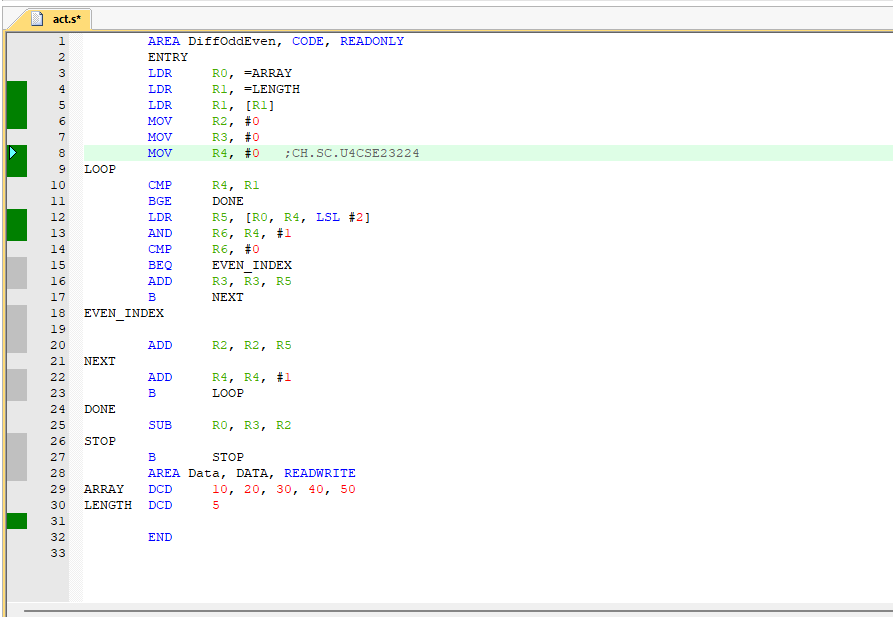 act.s*
1 AREA DiffOddEven, CODE, READONLY
2 ENTRY
3 LDR R0, =ARRAY
4 LDR R1, =LENGTH
5 LDR R1, [R1]
6 MOV R2, #0
7 MOV R3, #0
8 MOV R4, #0 ;CH.SC.U4CSE23224
9 LOOP
10 CMP R4, R1
11 BGE DONE
12 LDR R5, [R0, R4, LSL #2]
13 AND R6, R4, #1
14 CMP R6, #0
15 BEQ EVEN_INDEX
16 ADD R3, R3, R5
17 B NEXT
18 EVEN_INDEX
19
20 ADD R2, R2, R5
21 NEXT
22 ADD R4, R4, #1
23 B LOOP
24 DONE
25 SUB R0, R3, R2
26 STOP
27 B STOP
28 AREA Data, DATA, READWRITE
29 ARRAY DCD 10, 20, 30, 40, 50
30 LENGTH DCD 5
31
32 END
33